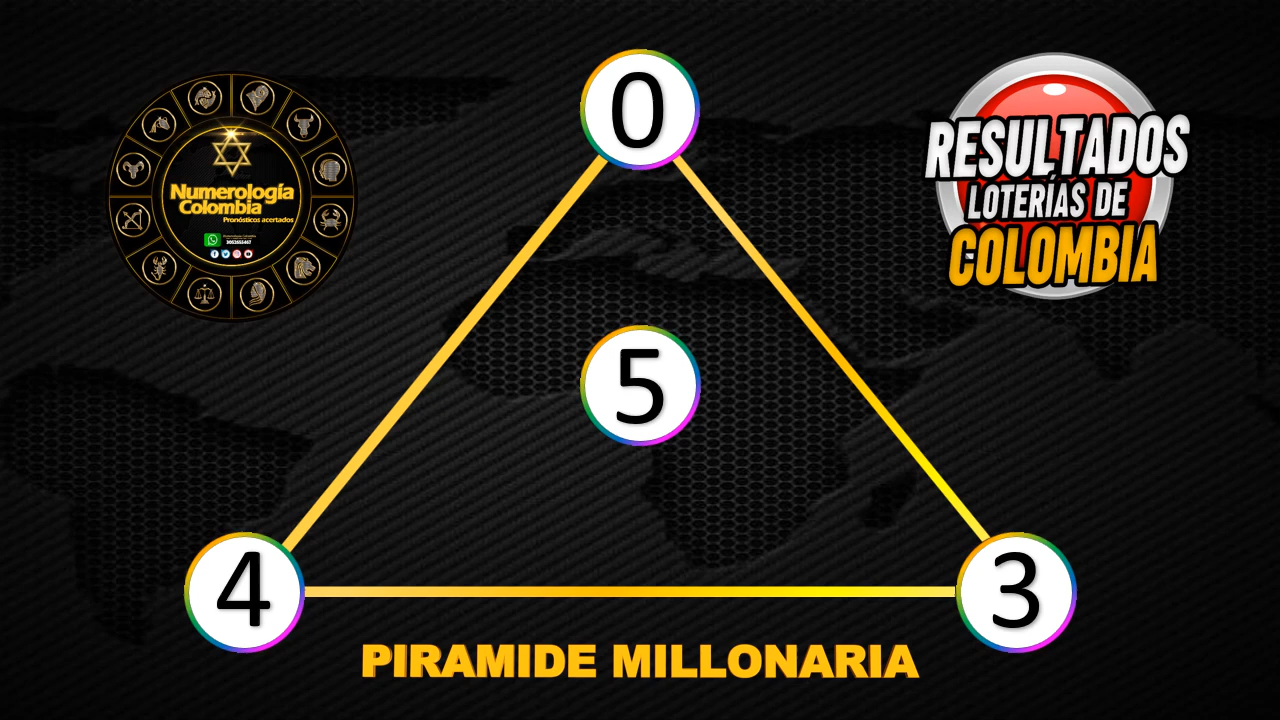 0
Numerología
Colombia
Pronósticos acertados
RESULTADOS
LOTERÍAS DE
COLOMBIA
5
4
3
PIRAMIDE MILLONARIA